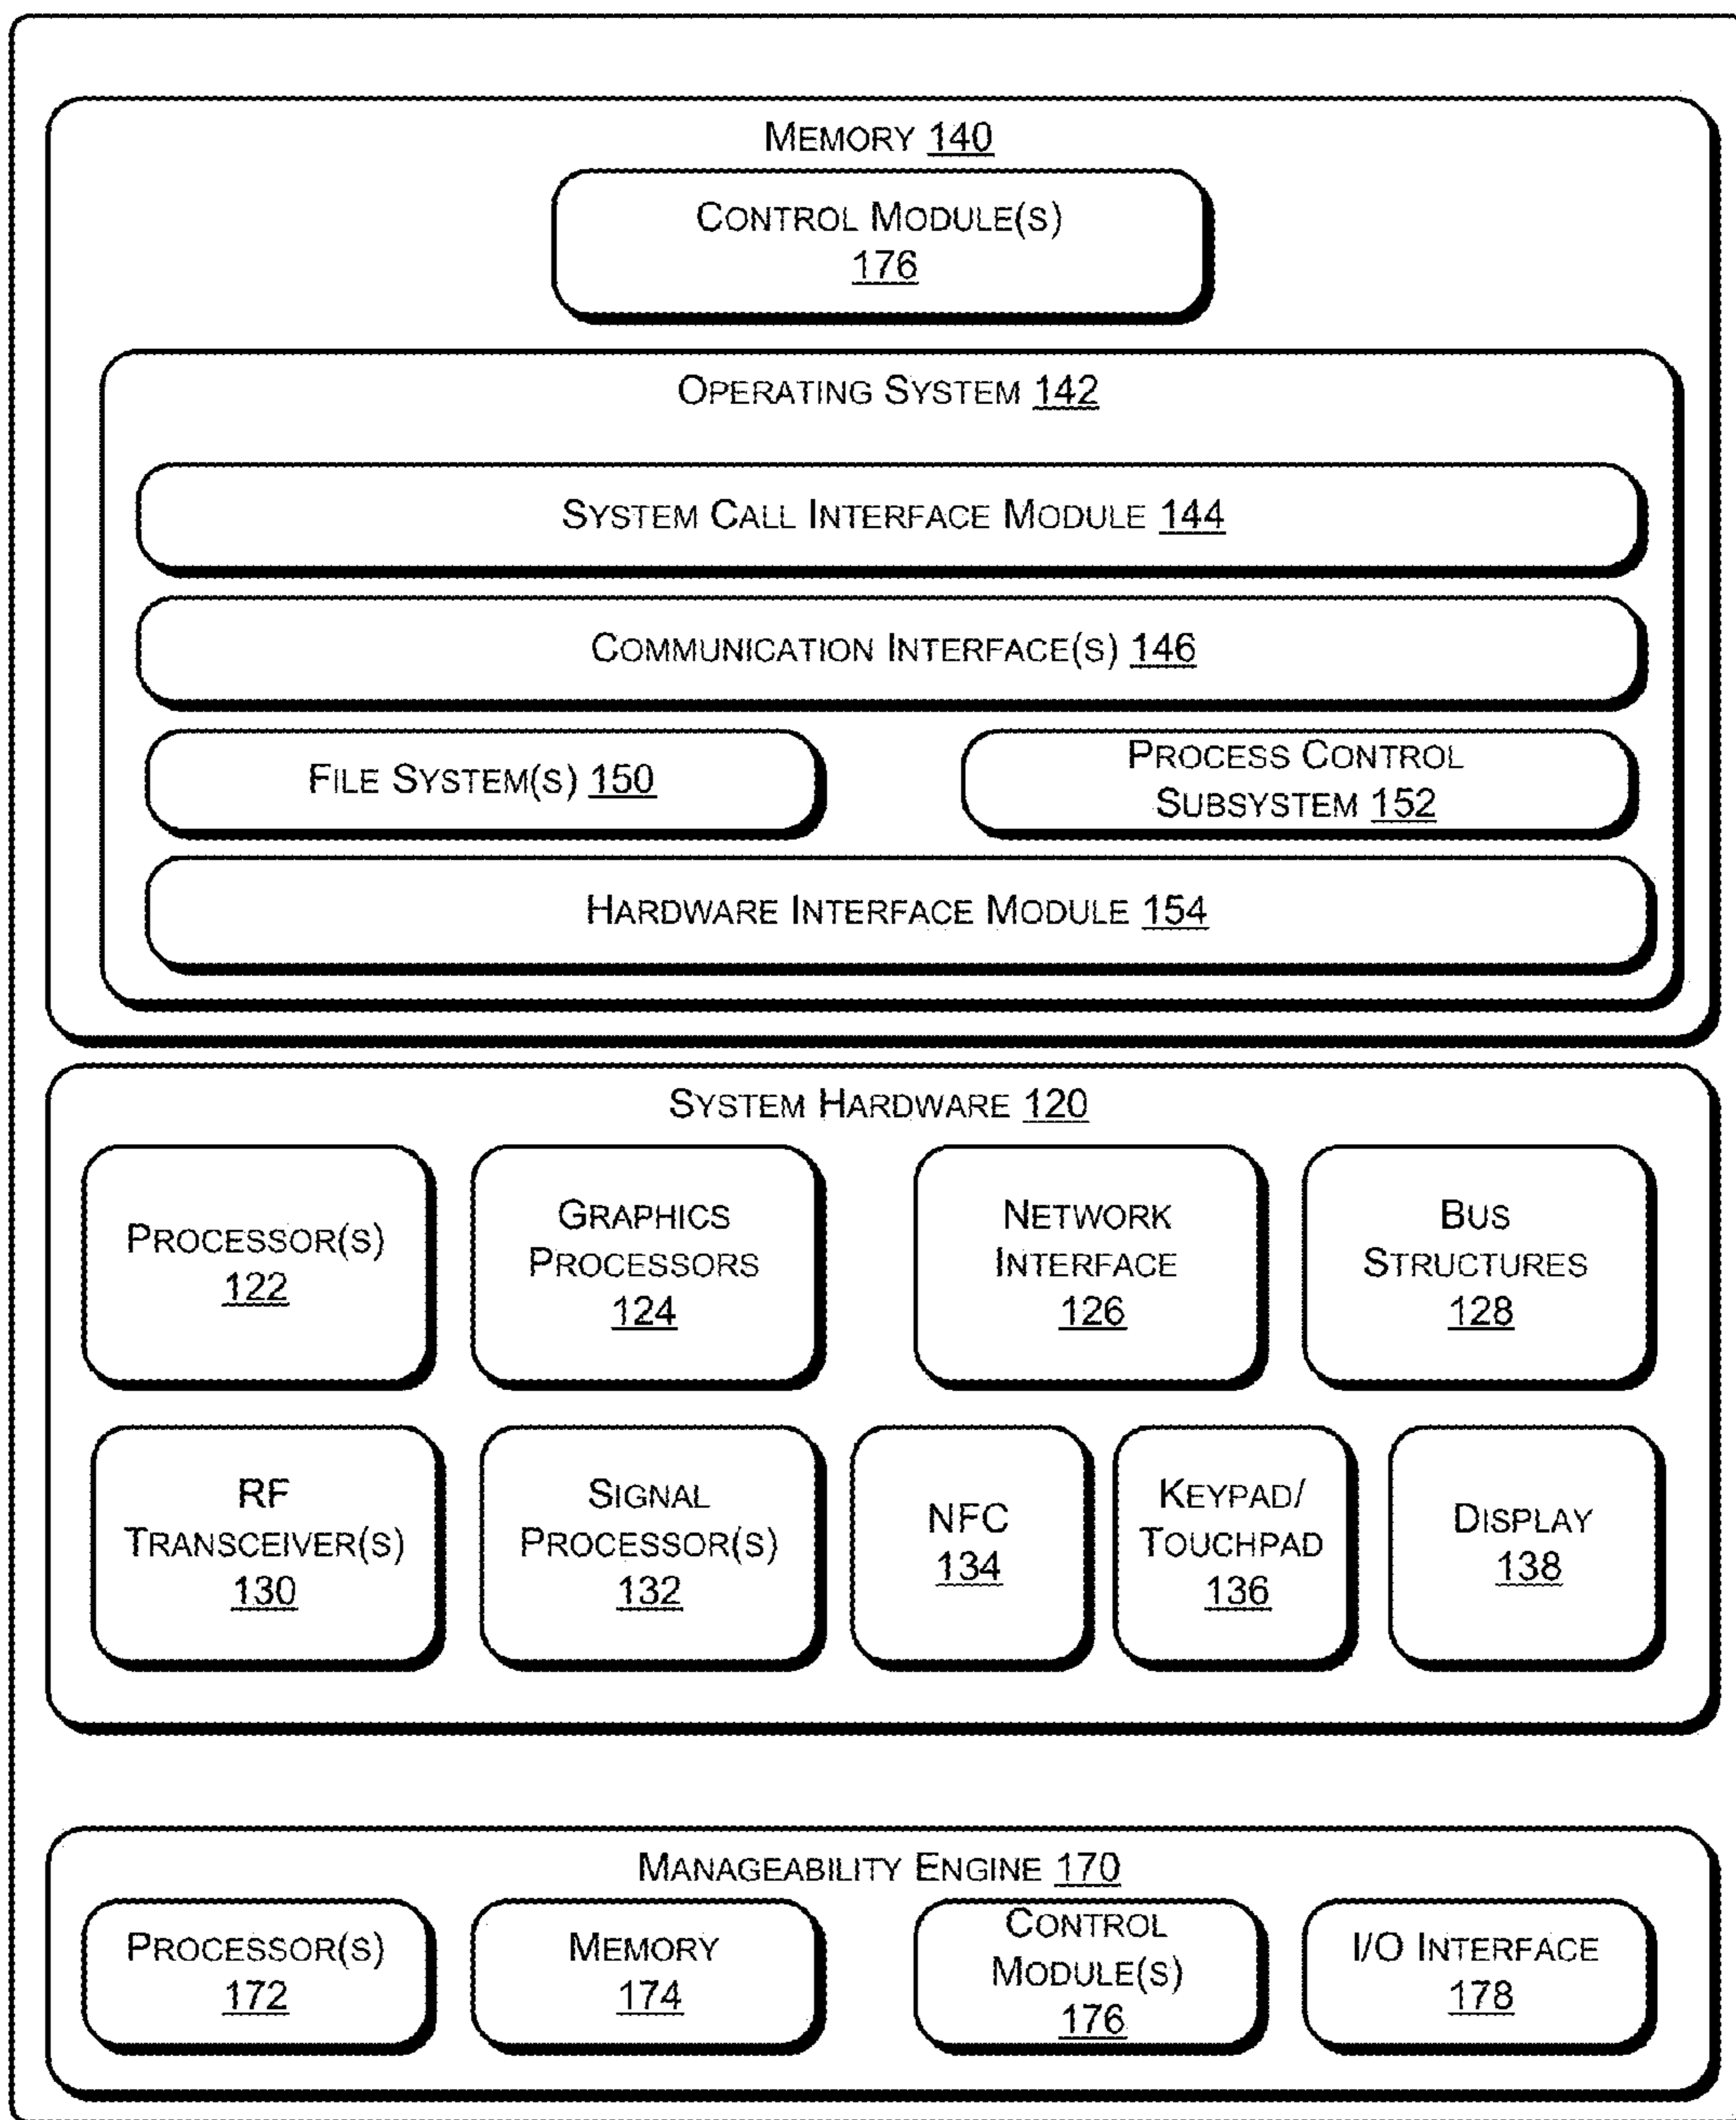 MEMORY 140
CONTROL MODULE(S)
176
OPERATING SYSTEM 142
SYSTEM CALL INTERFACE MODULE 144
COMMUNICATION INTERFACE(S) 146
FILE SYSTEM(S) 150
PROCESS CONTROL
SUBSYSTEM 152
HARDWARE INTERFACE MODULE 154
SYSTEM HARDWARE 120
PROCESSOR(S)
122
GRAPHICS
PROCESSORS
124
NETWORK
INTERFACE
126
BUS
STRUCTURES
128
RF
TRANSCEIVER(S)
130
SIGNAL
PROCESSOR(S)
132
NFC
134
KEYPAD/
TOUCHPAD
136
DISPLAY
138
MANAGEABILITY ENGINE 170
PROCESSOR(S)
172
MEMORY
174
CONTROL
MODULE(S)
176
I/O INTERFACE
178